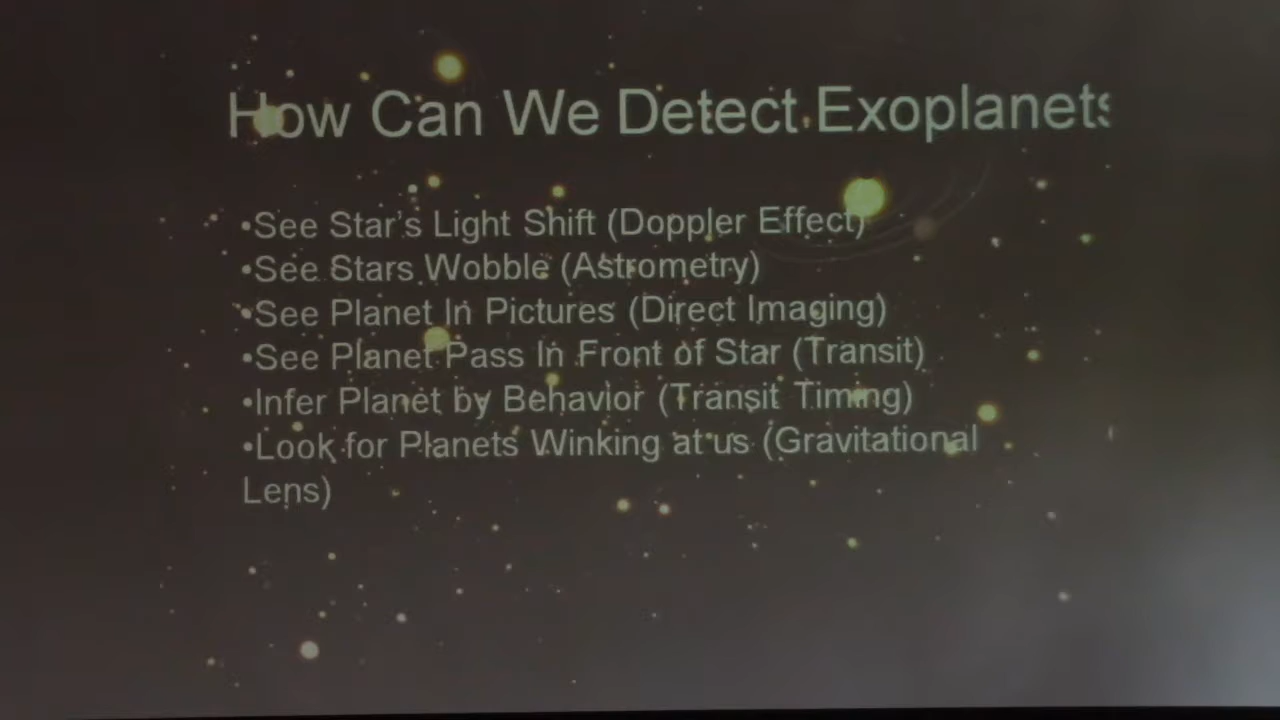 How Can We Detect Exoplanets
•See Star's Light Shift (Doppler Effect)
•See Stars Wobble (Astrometry)
•See Planet In Pictures (Direct Imaging)
•See Planet Pass In Front of Star (Transit)
•Infer Planet by Behavior (Transit Timing)
•Look for Planets Winking at us (Gravitational
Lens)